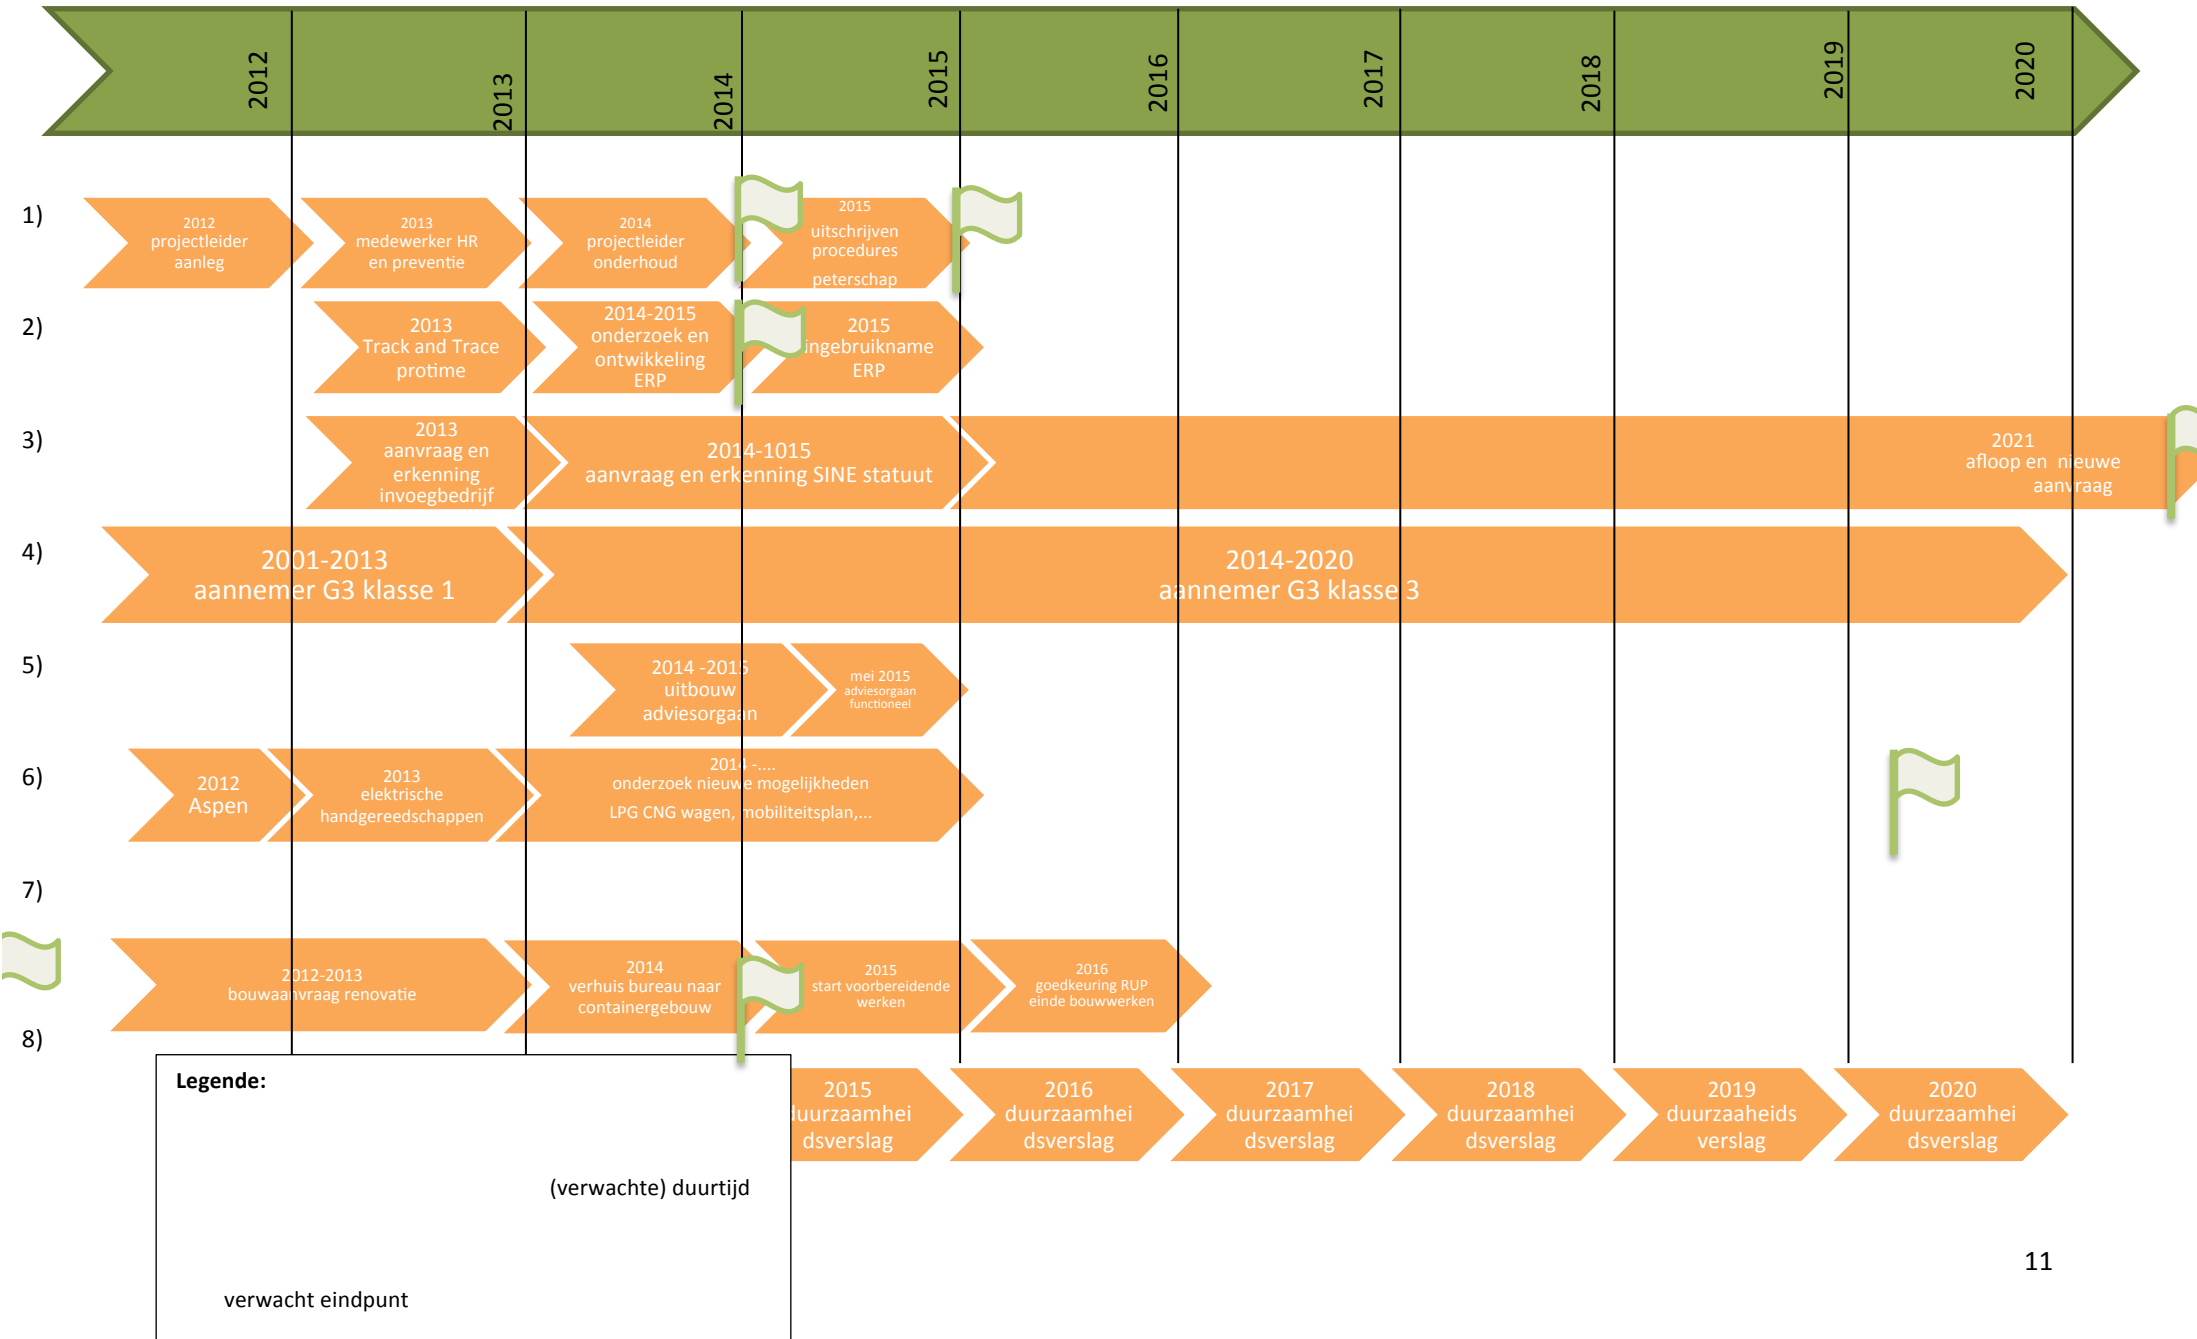 2012
2013
2014
2015
2016
2017
2018
2019
2020
1)
2012
projectleider
aanleg
2013
medewerker HR
en preventie
2014
projectleider
onderhoud
2015
uitschrijven
procedures
peterschap
2)
2013
Track and Trace
protime
2014-2015
onderzoek en
ontwikkeling
ERP
2015
ingebruikname
ERP
3)
2013
aanvraag en
erkenning
invoegbedrijf
2014-1015
aanvraag en erkenning SINE statuut
2021
afloop en nieuwe
aanvraag
4)
2001-2013
aannemer G3 klasse 1
2014-2020
aannemer G3 klasse 3
5)
2014 -2015
uitbouw
adviesorgaan
mei 2015
adviesorgaan
functioneel
6)
2012
Aspen
2013
elektrische
handgereedschappen
2014 -....
onderzoek nieuwe mogelijkheden
LPG CNG wagen, mobiliteitsplan,...
7)
2012-2013
bouwaanvraag renovatie
2014
verhuis bureau naar
containergebouw
2015
start voorbereidende
werken
2016
goedkeuring RUP
einde bouwwerken
8)
2015
duurzaamhei
dsverslag
2016
duurzaamhei
dsverslag
2017
duurzaamhei
dsverslag
2018
duurzaamhei
dsverslag
2019
duurzaaheids
verslag
2020
duurzaamhei
dsverslag
Legende:
(verwachte) duurtijd
verwacht eindpunt
11